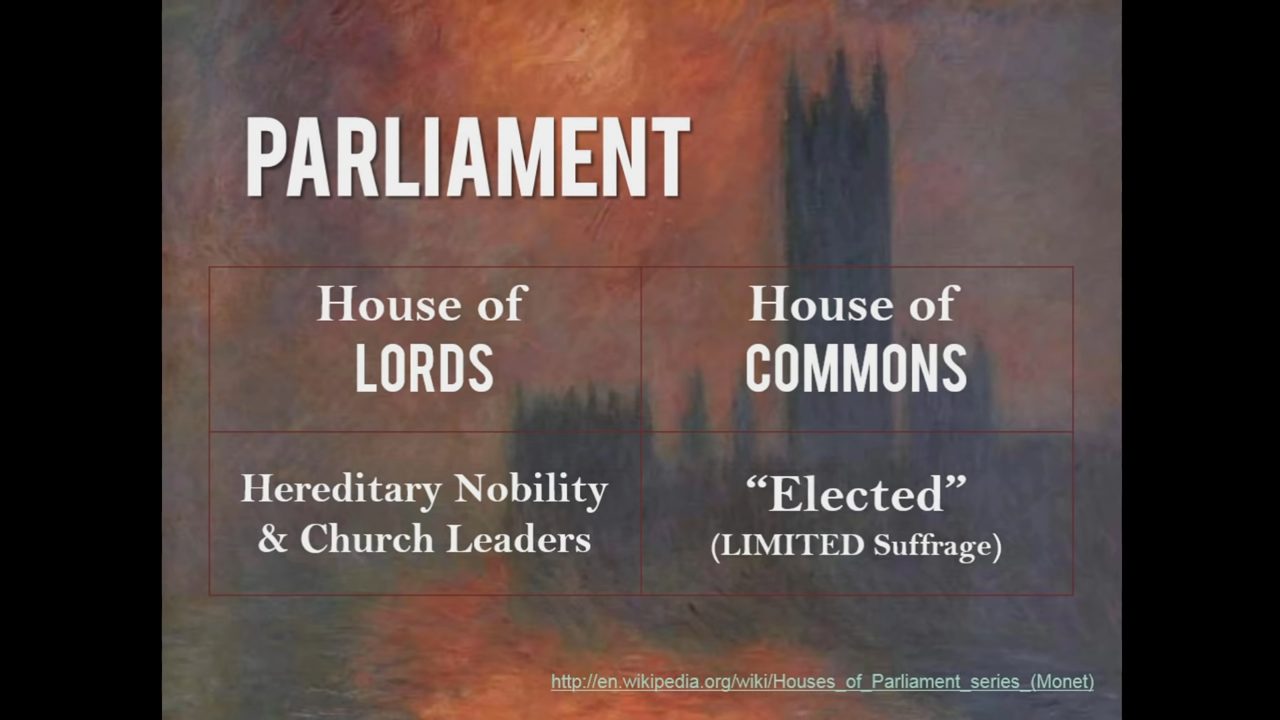 PARLIAMENT
House of
LORDS
House of
COMMONS
Hereditary Nobility
& Church Leaders
“Elected”
(LIMITED Suffrage)
http://en.wikipedia.org/wiki/Houses_of_Parliament_series_(Monet)